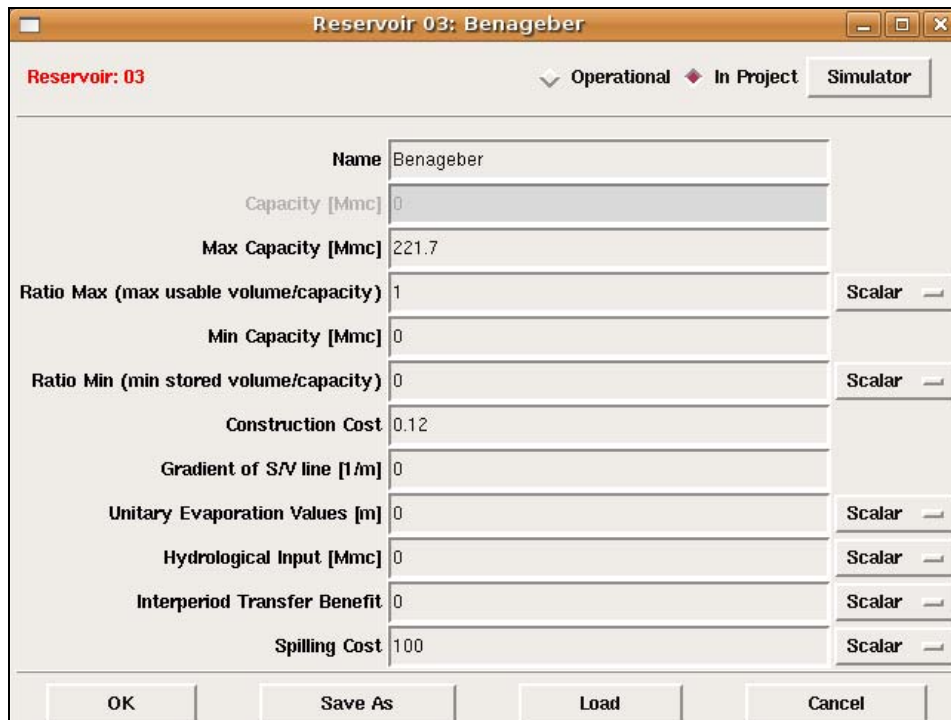 Reservoir 03: Benageber
Reservoir: 03 Operational In Project Simulator
Name Benageber
Capacity [Mmc] 0
Max Capacity [Mmc] 221.7
Ratio Max (max usable volume/capacity) 1 Scalar
Min Capacity [Mmc] 0
Ratio Min (min stored volume/capacity) 0 Scalar
Construction Cost 0.12
Gradient of S/V line [1/m] 0
Unitary Evaporation Values [m] 0 Scalar
Hydrological Input [Mmc] 0 Scalar
Interperiod Transfer Benefit 0 Scalar
Spilling Cost 100 Scalar
OK Save As Load Cancel